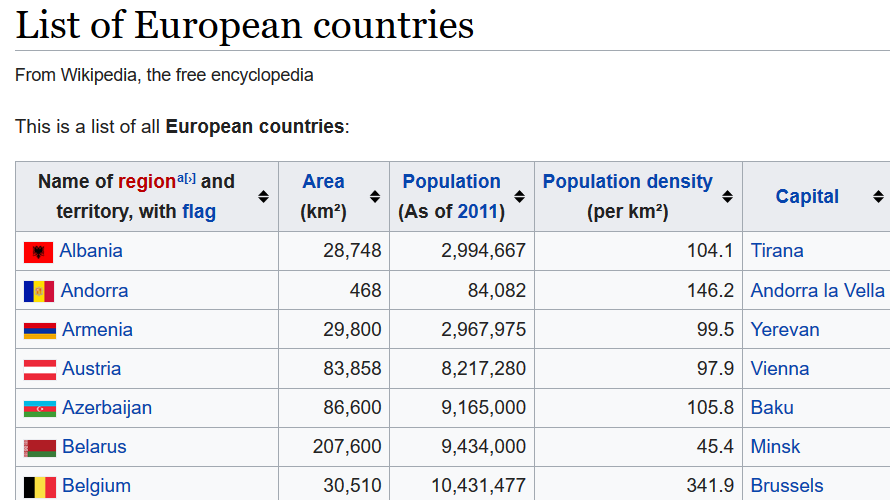 List of European countries
From Wikipedia, the free encyclopedia
This is a list of all European countries:
Name of regionª[›] and territory, with flag Area (km²) Population (As of 2011) Population density (per km²) Capital
Albania 28,748 2,994,667 104.1 Tirana
Andorra 468 84,082 146.2 Andorra la Vella
Armenia 29,800 2,967,975 99.5 Yerevan
Austria 83,858 8,217,280 97.9 Vienna
Azerbaijan 86,600 9,165,000 105.8 Baku
Belarus 207,600 9,434,000 45.4 Minsk
Belgium 30,510 10,431,477 341.9 Brussels